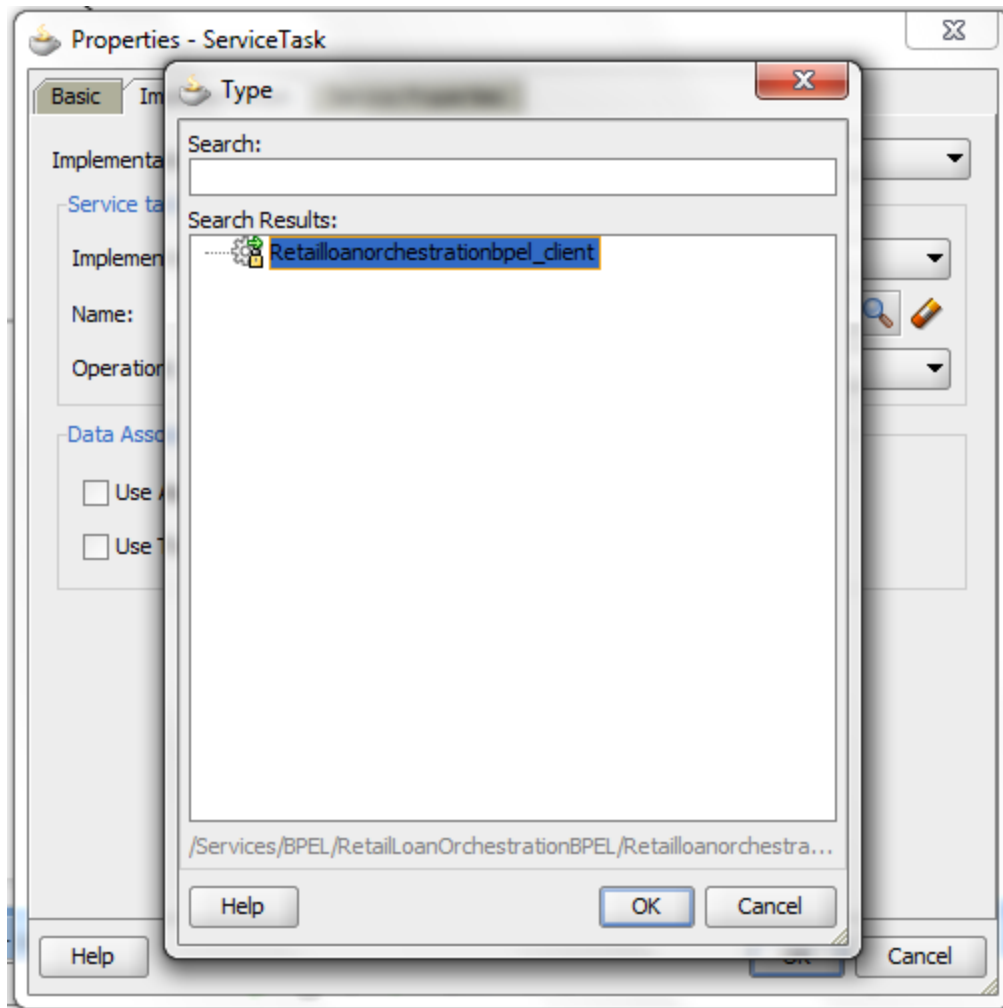 Properties - ServiceTask
Basic
Im
Type
Search:
Implementa
Service ta
Search Results:
Retailloanorchestrationbpel_client
Implemen
Name:
Operation
Data Asso
Use
Use
/Services/BPEL/RetailLoanOrchestrationBPEL/Retailloanorchestra...
Help
OK
Cancel
Help
OK
Cancel